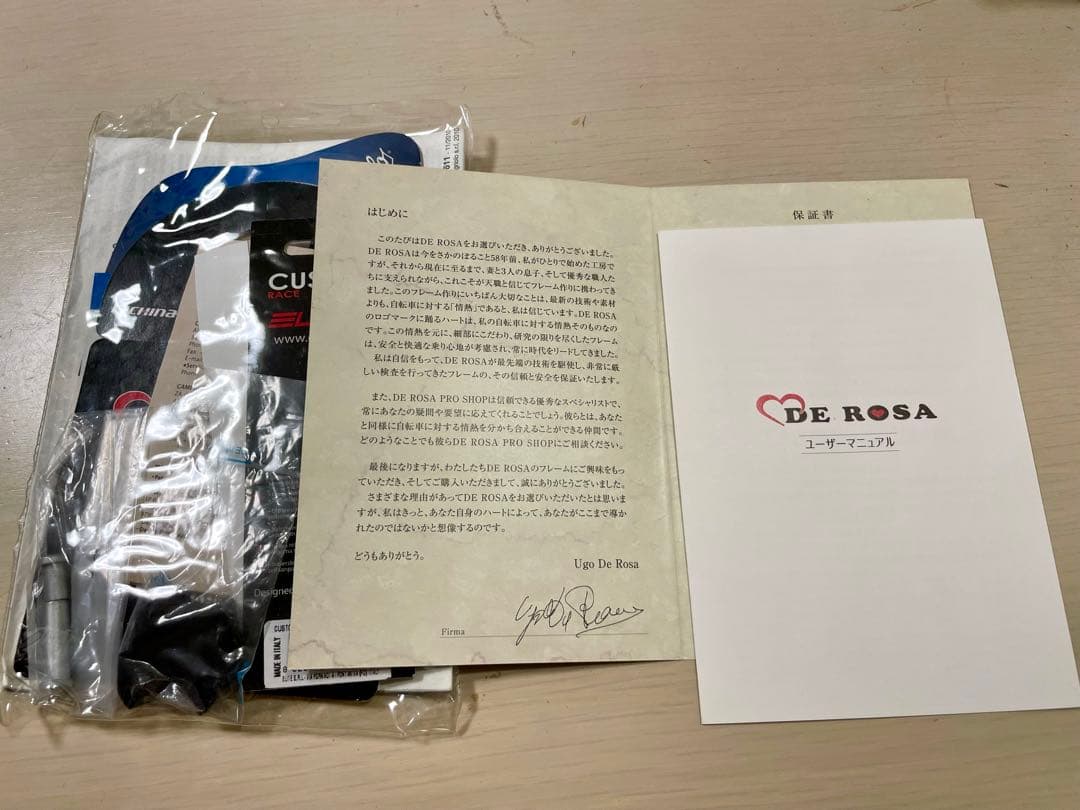 はじめに
このたびはDE ROSAをお選びいただき、ありがとうございました。
DE ROSAは今をさかのぼること58年前、私がひとりで始めた工房で
すが、それから現在に至るまで、妻と3人の息子、そして優秀な職人た
ちに支えられながら、これこそが天職と信じてフレーム作りに携わってき
ました。このフレーム作りにいちばん大切なことは、最新の技術や素材
よりも、自転車に対する「情熱」であると、私は信じています。DE ROSA
のロゴマークに踊るハートは、私の自転車に対する情熱そのものなの
です。この情熱を元に、細部にこだわり、研究の限りを尽くしたフレーム
は、安全と快適な乗り心地が考慮され、常に時代をリードしてきました。
私は自信をもって、DE ROSAが最先端の技術を駆使し、非常に厳
しい検査を行ってきたフレームの、その信頼と安全を保証いたします。
また、DE ROSA PRO SHOPは信頼できる優秀なスペシャリストで、
常にあなたの疑問や要望に応えてくれることでしょう。彼らとは、あなた
と同様に自転車に対する情熱を分かち合えることができる仲間です。
どのようなことでも彼らDE ROSA PRO SHOPにご相談ください。
最後になりますが、わたしたちDE ROSAのフレームにご興味をもっ
ていただき、そしてご購入いただきまして、誠にありがとうございました。
さまざまな理由があってDE ROSAをお選びいただいたとは思いま
すが、私はきっと、あなた自身のハートによって、あなたがここまで導か
れたのではないかと想像するのです。
どうもありがとう。
Ugo De Rosa
Firma
保証書
DE ROSA
ユーザーマニュアル
CUS
RACE
EL
www.
Designed
MADE IN ITALY